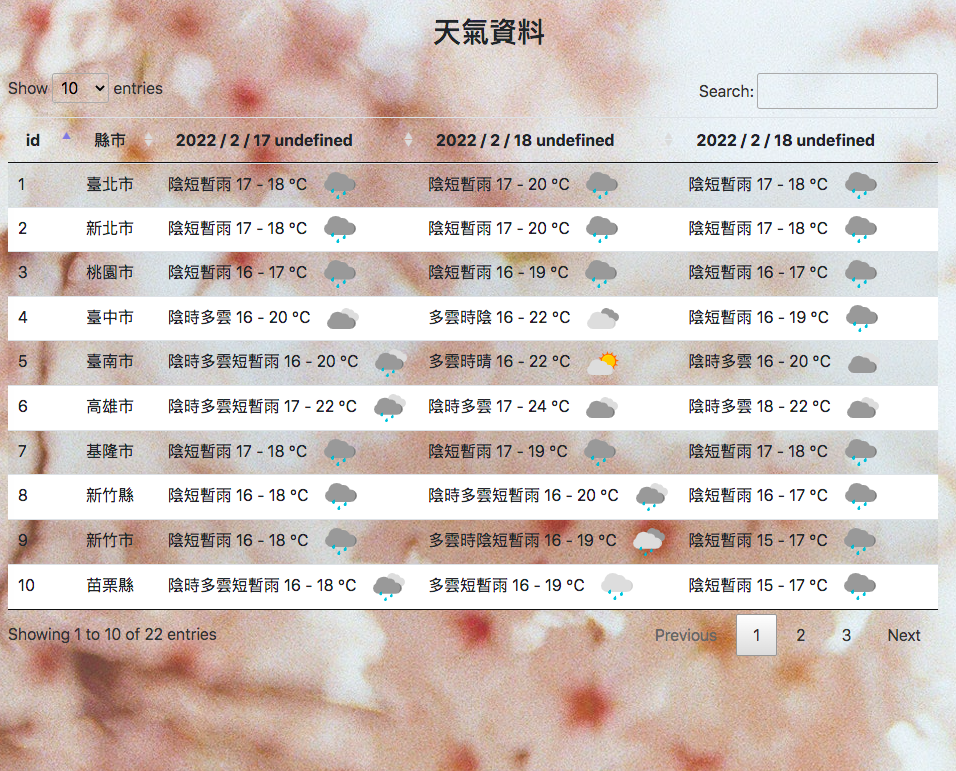 天氣資料
Show 10 entries Search:
id 縣市 2022 / 2 / 17 undefined 2022 / 2 / 18 undefined 2022 / 2 / 18 undefined
1 臺北市 陰短暫雨 17 - 18 °C 陰短暫雨 17 - 20 °C 陰短暫雨 17 - 18 °C
2 新北市 陰短暫雨 17 - 18 °C 陰短暫雨 17 - 20 °C 陰短暫雨 17 - 18 °C
3 桃園市 陰短暫雨 16 - 17 °C 陰短暫雨 16 - 19 °C 陰短暫雨 16 - 17 °C
4 臺中市 陰時多雲 16 - 20 °C 多雲時陰 16 - 22 °C 陰短暫雨 16 - 19 °C
5 臺南市 陰時多雲短暫雨 16 - 20 °C 多雲時晴 16 - 22 °C 陰時多雲 16 - 20 °C
6 高雄市 陰時多雲短暫雨 17 - 22 °C 陰時多雲 17 - 24 °C 陰時多雲 18 - 22 °C
7 基隆市 陰短暫雨 17 - 18 °C 陰短暫雨 17 - 19 °C 陰短暫雨 17 - 18 °C
8 新竹縣 陰短暫雨 16 - 18 °C 陰時多雲短暫雨 16 - 20 °C 陰短暫雨 16 - 17 °C
9 新竹市 陰短暫雨 16 - 18 °C 多雲時陰短暫雨 16 - 19 °C 陰短暫雨 15 - 17 °C
10 苗栗縣 陰時多雲短暫雨 16 - 18 °C 多雲短暫雨 16 - 19 °C 陰短暫雨 15 - 17 °C
Showing 1 to 10 of 22 entries Previous 1 2 3 Next